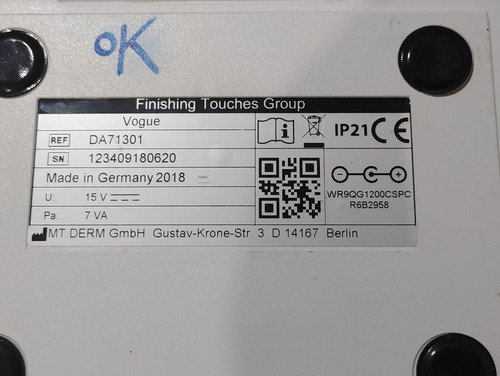 OK
Finishing Touches Group
Vogue
REF DA71301
IP21 CE
SN 123409180620
Made in Germany 2018
U: 15 V
WR9QG1200CSPC
R6B2958
Pa: 7 VA
MT.DERM GmbH Gustav-Krone-Str. 3 D 14167 Berlin